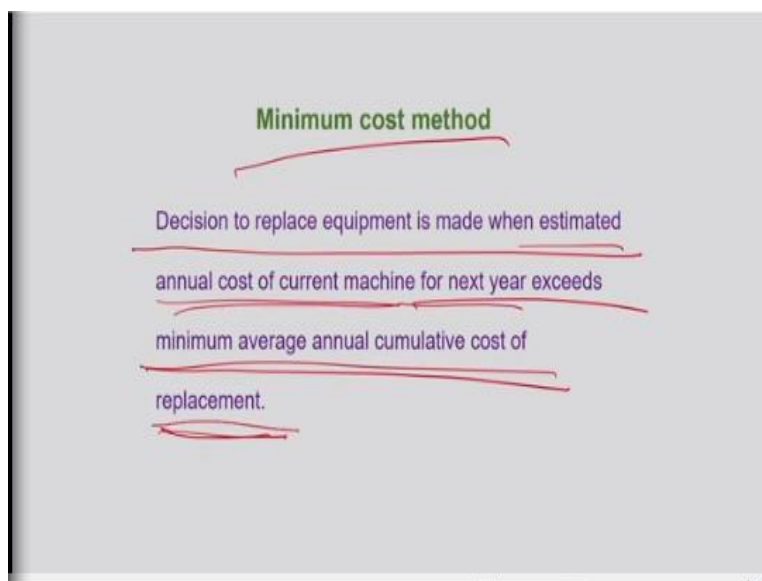 Minimum cost method
Decision to replace equipment is made when estimated
annual cost of current machine for next year exceeds
minimum average annual cumulative cost of
replacement.